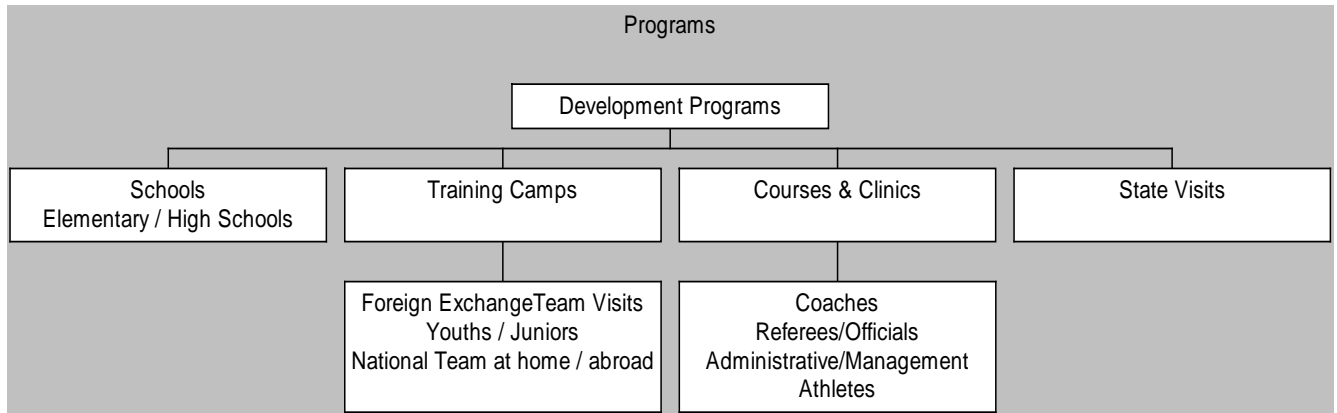 Programs
Development Programs
Schools
Elementary / High Schools
Training Camps
Courses & Clinics
State Visits
Foreign ExchangeTeam Visits
Youths / Juniors
National Team at home / abroad
Coaches
Referees/Officials
Administrative/Management
Athletes